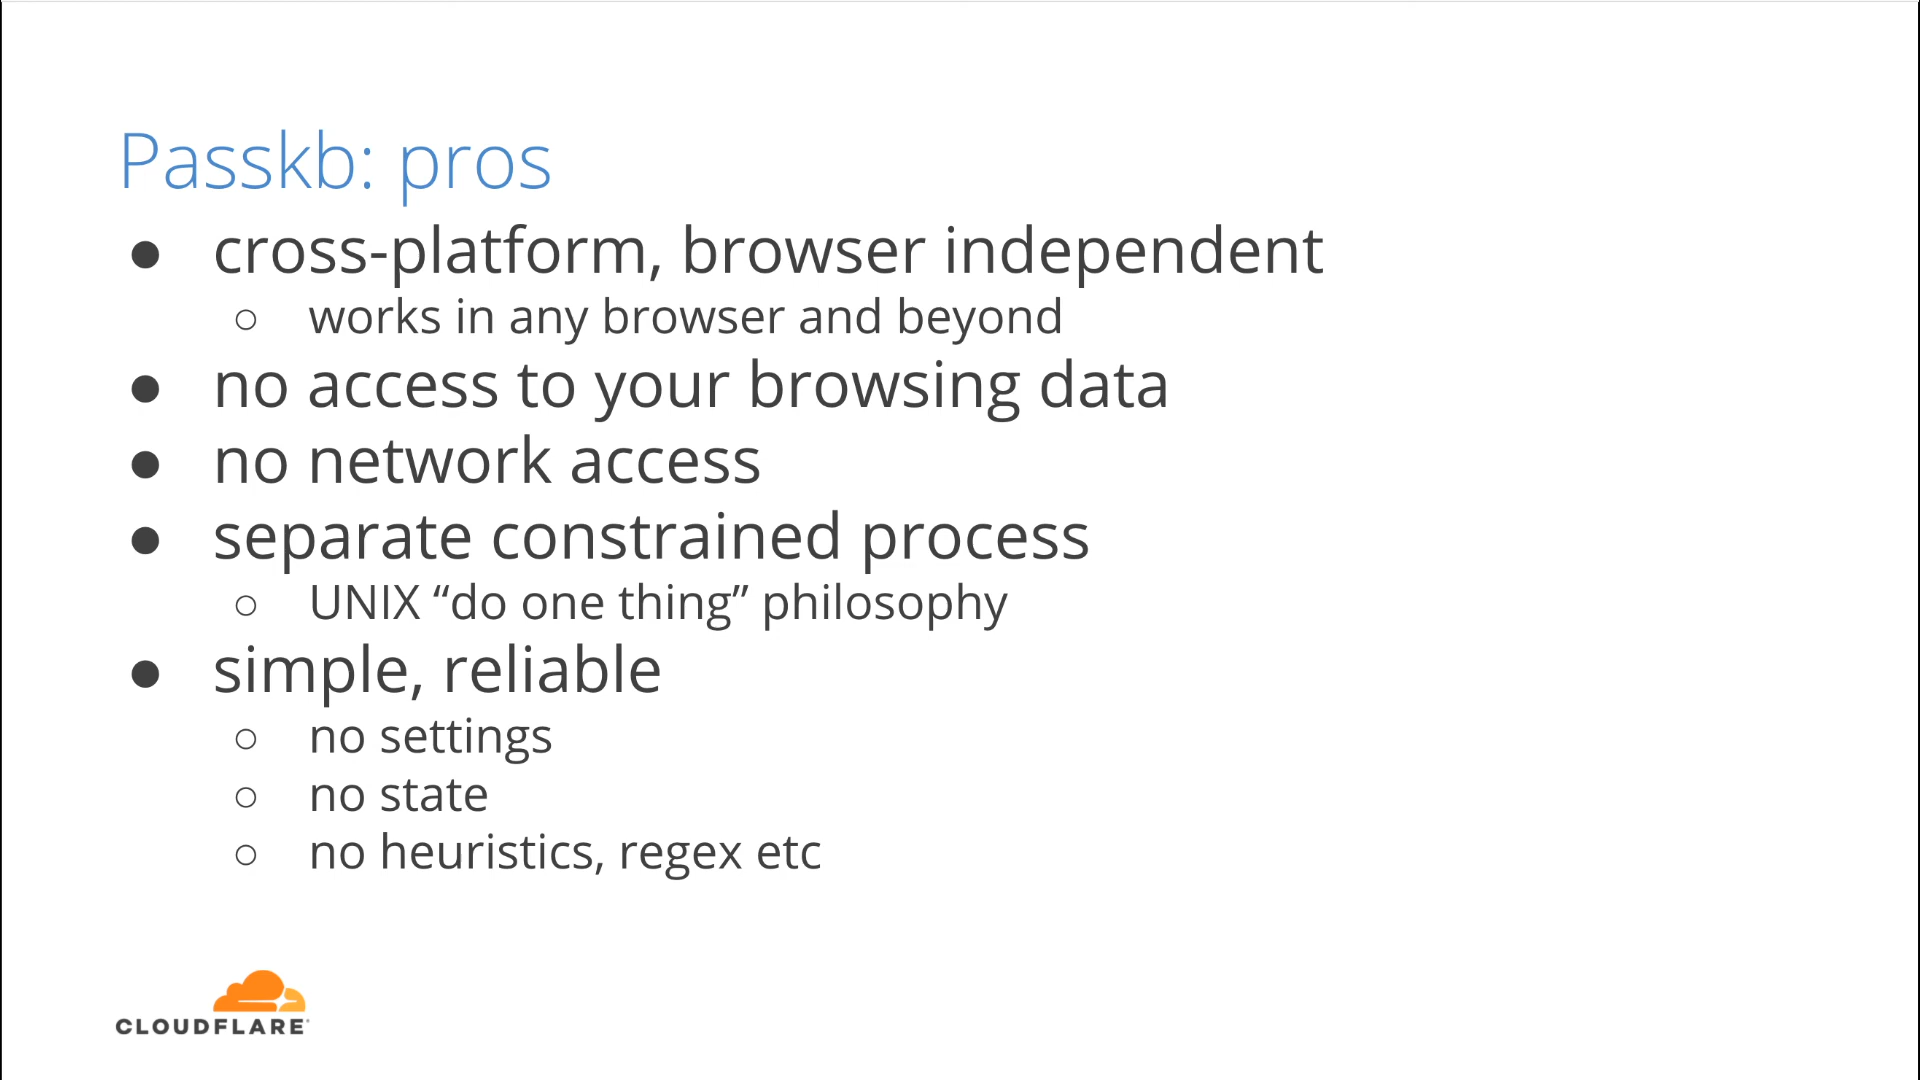 Passkb: pros
● cross-platform, browser independent
○ works in any browser and beyond
● no access to your browsing data
● no network access
● separate constrained process
○ UNIX “do one thing” philosophy
● simple, reliable
○ no settings
○ no state
○ no heuristics, regex etc
CLOUDFLARE